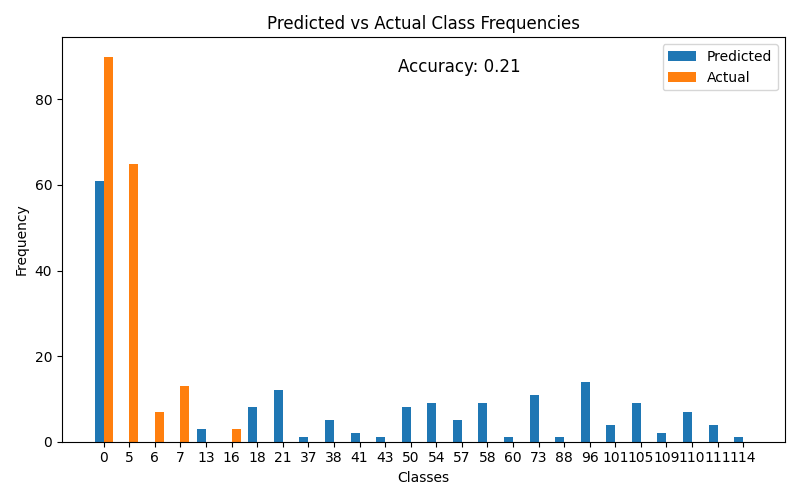 Predicted vs Actual Class Frequencies
Accuracy: 0.21
Predicted
Actual
Frequency
80
60
40
20
0
0 5 6 7 13 16 18 21 37 38 41 43 50 54 57 58 60 73 88 96 101 105 109 110 111 114
Classes